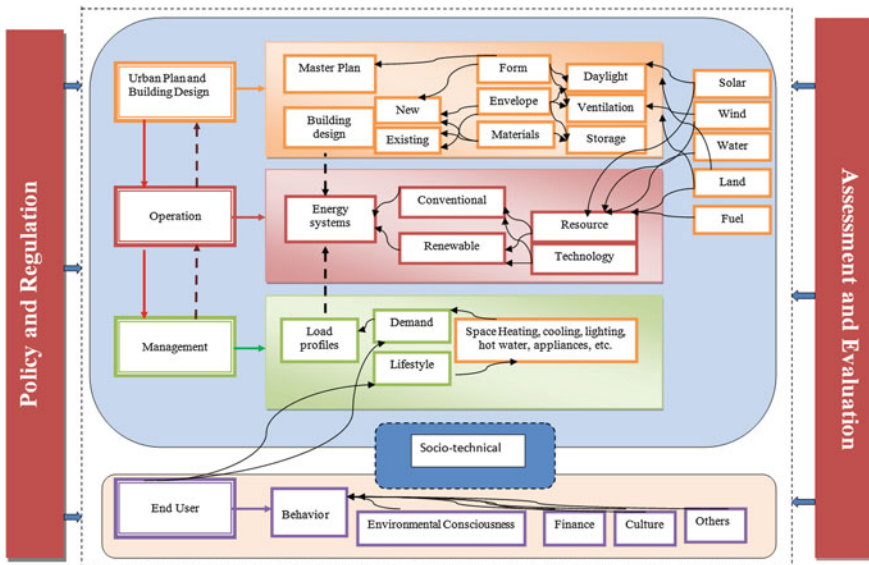 Policy and Regulation
Urban Plan and
Building Design
Operation
Management
Master Plan
Building
design
New
Existing
Form
Envelope
Materials
Daylight
Ventilation
Storage
Solar
Wind
Water
Land
Fuel
Energy
systems
Conventional
Renewable
Resource
Technology
Load
profiles
Demand
Lifestyle
Space Heating, cooling, lighting,
hot water, appliances, etc.
Socio-technical
End User
Behavior
Environmental Consciousness
Finance
Culture
Others
Assessment and Evaluation